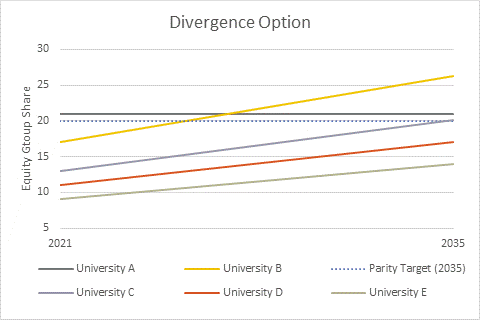 Divergence Option
30
25
20
15
10
5
Equity Gtoup Share
2021 2035
University A University B Parity Target (2035)
University C University D University E